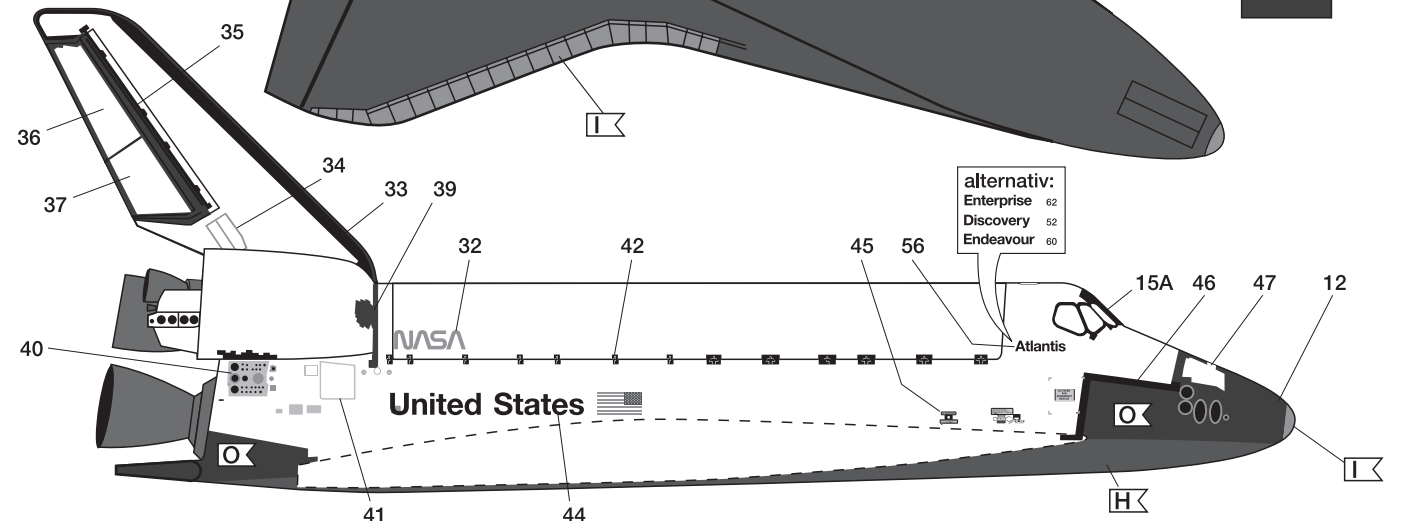 35
I
36
34
37
33
39
alternativ:
Enterprise 62
Discovery 52
Endeavour 60
32
42
45
56
15A
46
47
12
NASA
Atlantis
40
United States
O
O
I
H
41
44